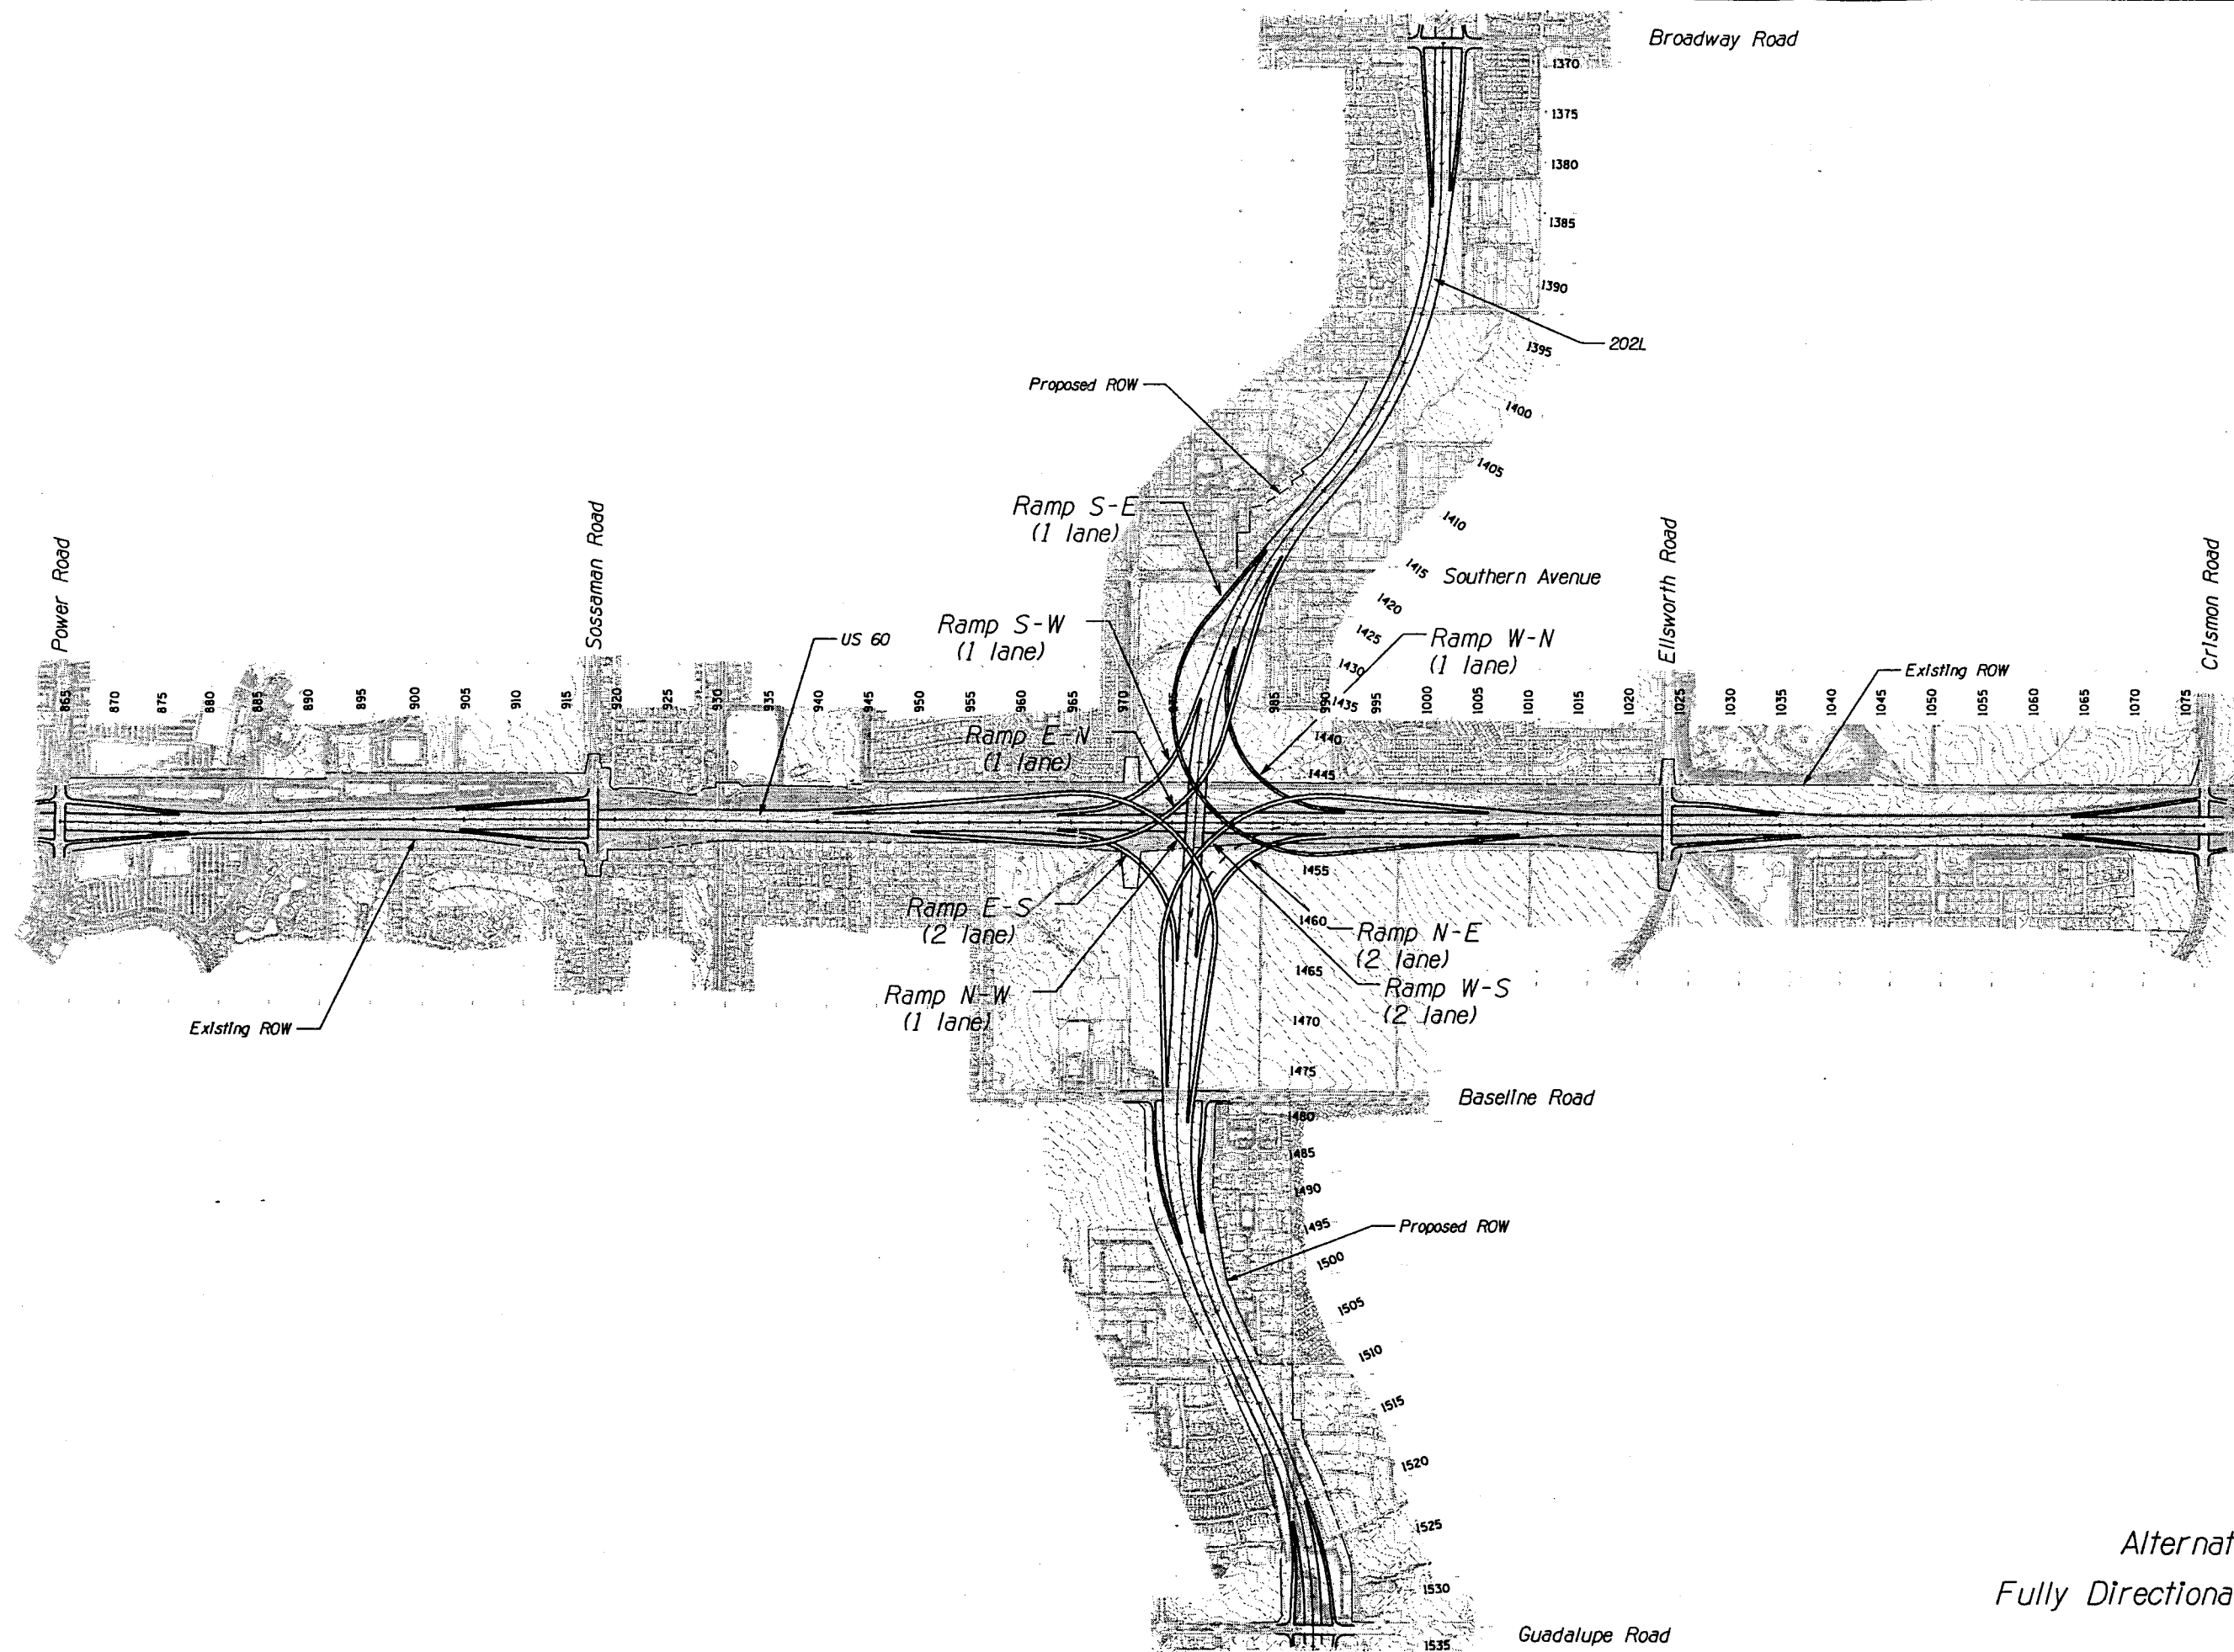 Broadway Road
1370
1375
1380
1385
1390
1395
202L
Proposed ROW
1400
1405
Ramp S-E
(1 lane)
1410
1415
Southern Avenue
1420
1425
1430
1435
1440
1445
Power Road
Sossaman Road
Ellsworth Road
Crismon Road
Ramp S-W
(1 lane)
US 60
Ramp W-N
(1 lane)
Existing ROW
865
870
875
880
885
890
895
900
905
910
915
920
925
930
935
940
945
950
955
960
965
970
975
985
990
995
1000
1005
1010
1015
1020
1025
1030
1035
1040
1045
1050
1055
1060
1065
1070
1075
Ramp E-N
(1 lane)
1455
Ramp E-S
(2 lane)
1460
Ramp N-E
(2 lane)
1465
Ramp N-W
(1 lane)
Ramp W-S
(2 lane)
Existing ROW
1470
1475
Baseline Road
1480
1485
1490
1495
Proposed ROW
1500
1505
1510
1515
1520
1525
1530
1535
Guadalupe Road
Alternat
Fully Directiona